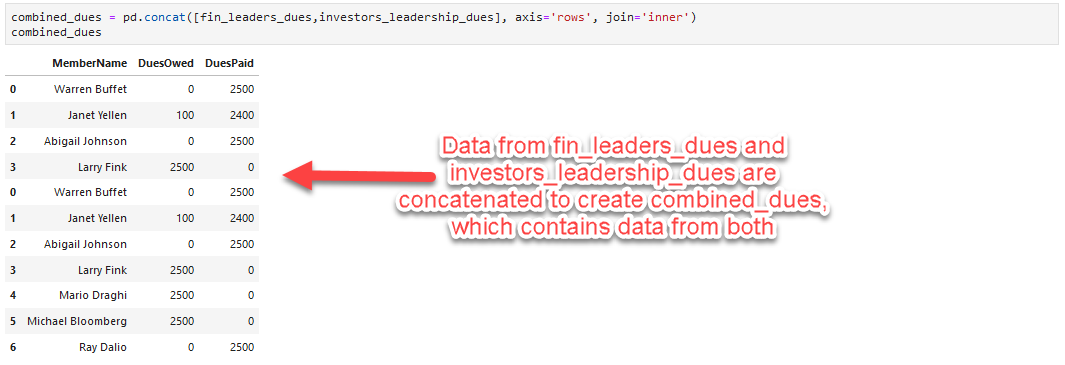 combined_dues = pd.concat([fin_leaders_dues,investors_leadership_dues], axis='rows', join='inner')
combined_dues
MemberName DuesOwed DuesPaid
0 Warren Buffet 0 2500
1 Janet Yellen 100 2400
2 Abigail Johnson 0 2500
3 Larry Fink 2500 0
0 Warren Buffet 0 2500
1 Janet Yellen 100 2400
2 Abigail Johnson 0 2500
3 Larry Fink 2500 0
4 Mario Draghi 2500 0
5 Michael Bloomberg 2500 0
6 Ray Dalio 0 2500
Data from fin_leaders_dues and
investors_leadership_dues are
concatenated to create combined_dues,
which contains data from both